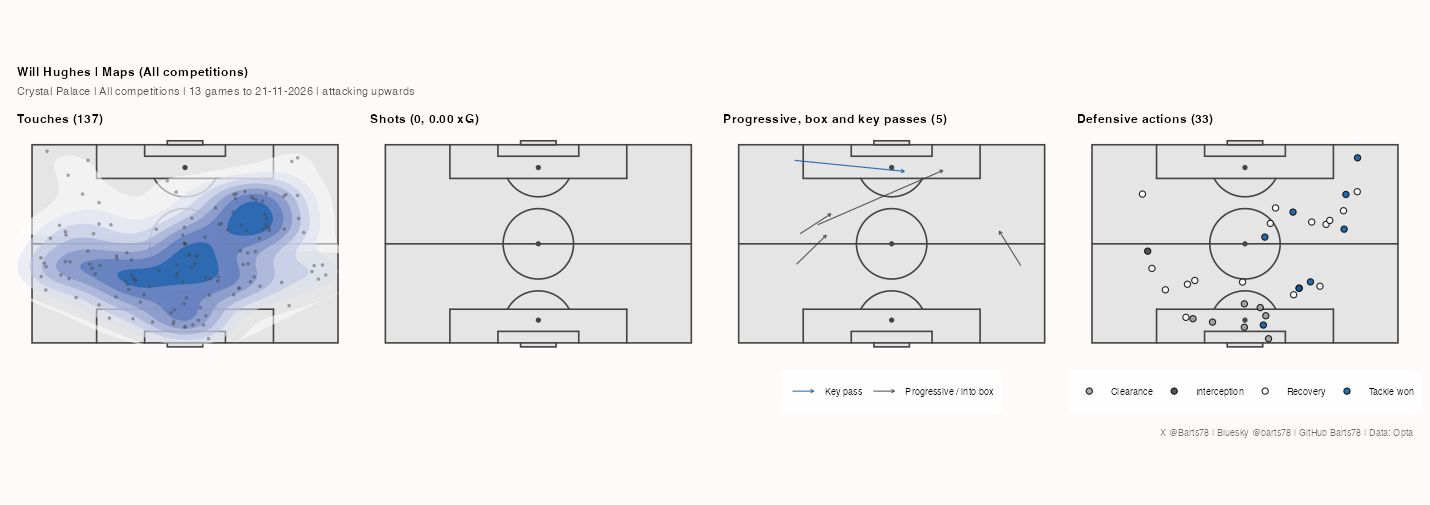 Will Hughes | Maps (All competitions)
Crystal Palace | All competitions | 13 games to 21-11-2026 | attacking upwards
Touches (137)
Shots (0, 0.00 xG)
Progressive, box and key passes (5)
Defensive actions (33)
Key pass
Progressive / Into box
Clearance
Interception
Recovery
Tackle won
X @Barts78 | Bluesky @barts78 | GitHub Barts78 | Data: Opta